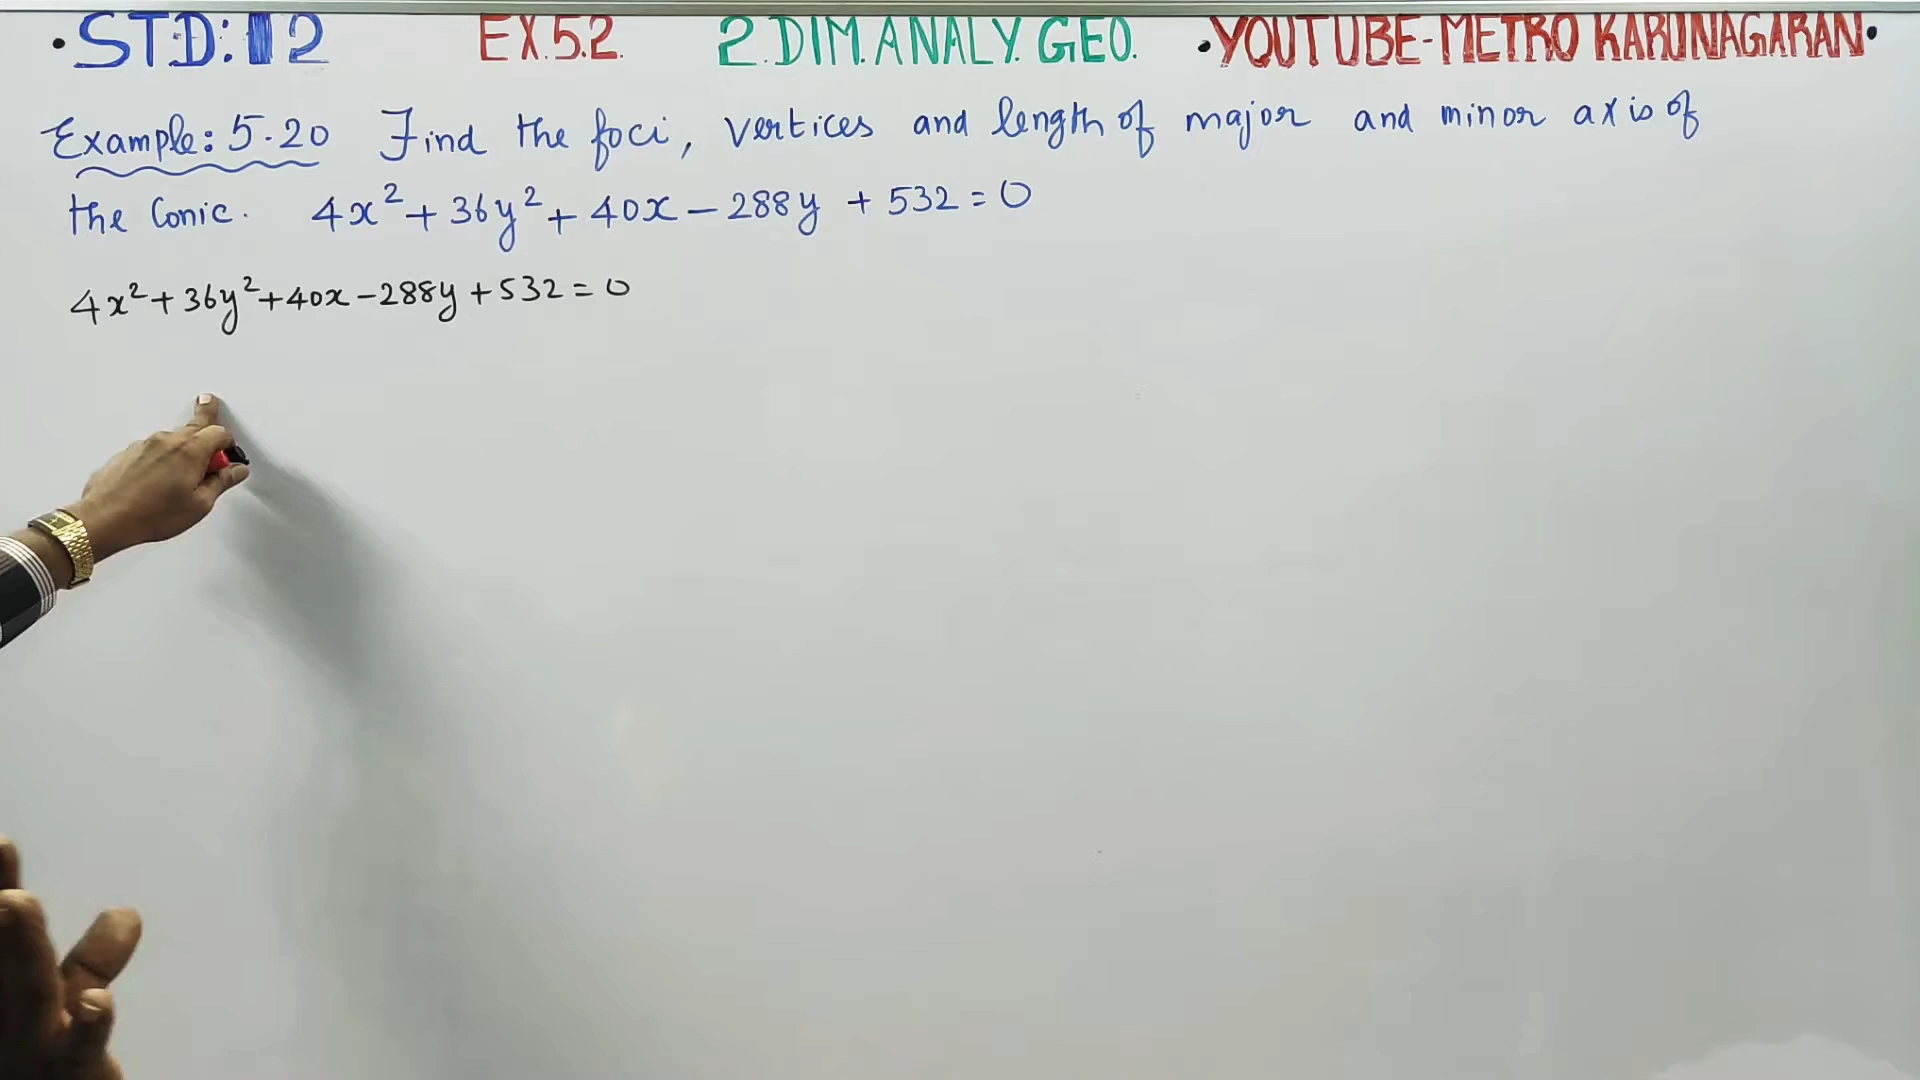 • STD: 12 EX.5.2. 2.DIM.ANALY.GEO. •YOUTUBE-METRO KARUNAGARAN•
Example: 5.20 Find the foci, vertices and length of major and minor axis of
the Conic. 4x²+36y²+40x-288y+532=0
4x²+36y²+40x-288y+532=0